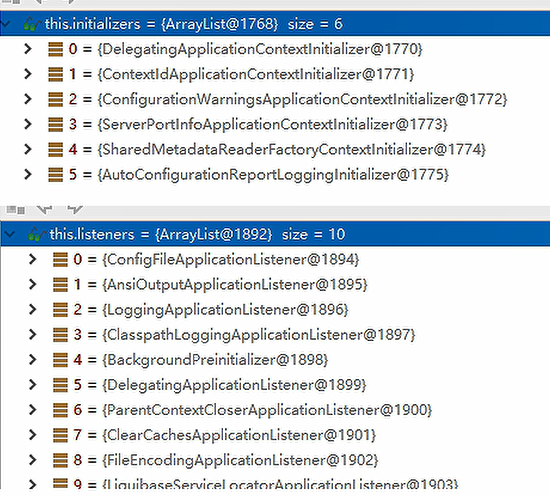 this.initializers = {ArrayList@1768} size = 6
0 = {DelegatingApplicationContextInitializer@1770}
1 = {ContextIdApplicationContextInitializer@1771}
2 = {ConfigurationWarningsApplicationContextInitializer@1772}
3 = {ServerPortInfoApplicationContextInitializer@1773}
4 = {SharedMetadataReaderFactoryContextInitializer@1774}
5 = {AutoConfigurationReportLoggingInitializer@1775}
this.listeners = {ArrayList@1892} size = 10
0 = {ConfigFileApplicationListener@1894}
1 = {AnsiOutputApplicationListener@1895}
2 = {LoggingApplicationListener@1896}
3 = {ClasspathLoggingApplicationListener@1897}
4 = {BackgroundPreinitializer@1898}
5 = {DelegatingApplicationListener@1899}
6 = {ParentContextCloserApplicationListener@1900}
7 = {ClearCachesApplicationListener@1901}
8 = {FileEncodingApplicationListener@1902}
9 = {LiquibaseServiceLocatorApplicationListener@1903}